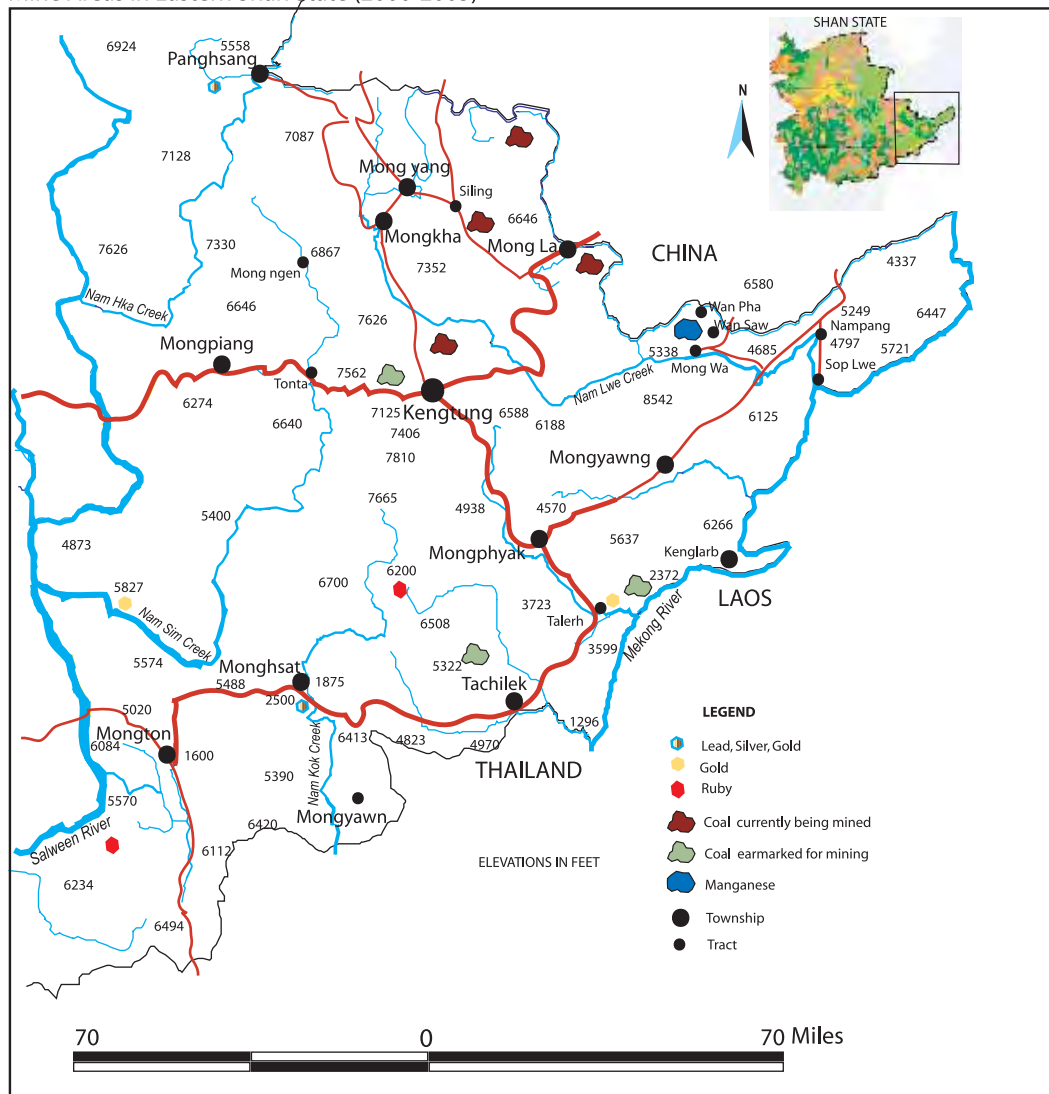 SHAN STATE
N
6924
5558
Panghsang
7087
7128
Mong yang
Siling
6646
Mongkha
Mong La
7626
7330
6867
7352
CHINA
Mong ngen
4337
6580
Nam Hka Creek
6646
7626
Wan Pha
5249
6447
Wan Saw
Nampang
Mongpiang
5338
4685
4797
5721
Mong Wa
Sop Lwe
Tonta
7562
Nam Lwe Creek
Kengtung
8542
6274
7125
6588
6188
6125
6640
7406
7810
Mongyawng
7665
4938
4570
5400
6266
4873
Mongphyak
5637
Kenglarb
5827
6700
6200
2372
LAOS
3723
Talerh
Nam Sim Creek
6508
Mekong River
3599
5574
Monghsat
5322
5488
1875
Tachilek
2500
5020
6413
4823
4970
1296
6084
Mongton
1600
THAILAND
5390
Nam Kok Creek
5570
Mongyawn
Salween River
6420
6112
6234
6494
ELEVATIONS IN FEET
LEGEND
Lead, Silver, Gold
Gold
Ruby
Coal currently being mined
Coal earmarked for mining
Manganese
Township
Tract
70 0 70 Miles